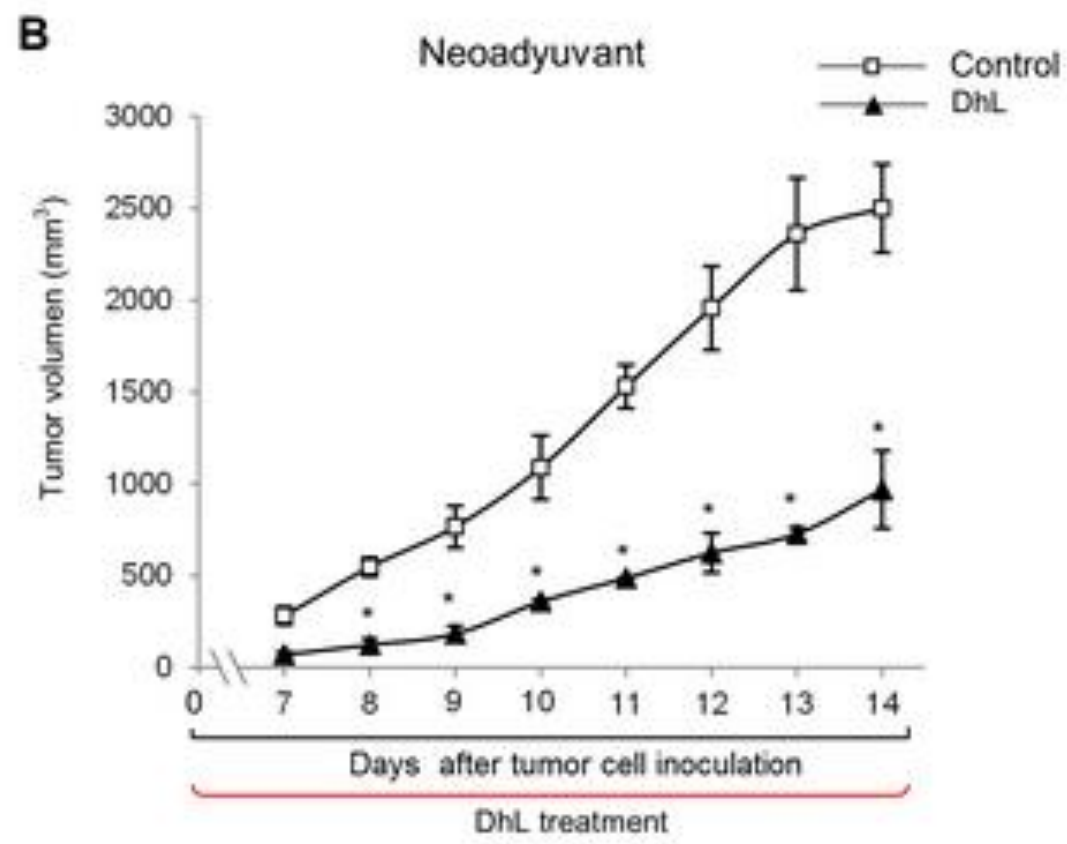 B
Neoadyuvant
Control
DhL
Tumor volumen (mm³)
3000
2500
2000
1500
1000
500
0
* * * * * * *
0 7 8 9 10 11 12 13 14
Days after tumor cell inoculation
DhL treatment